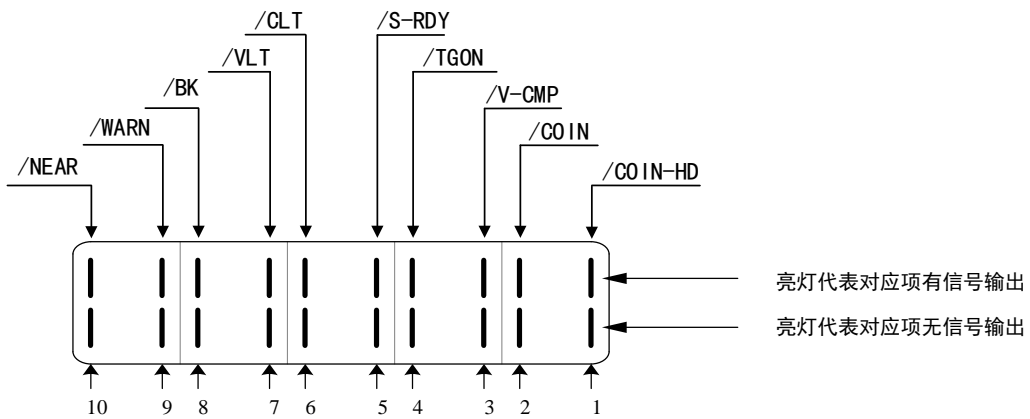 /CLT /S-RDY
/VLT /TGON
/BK /V-CMP
/WARN /COIN
/NEAR /COIN-HD
亮灯代表对应项有信号输出
亮灯代表对应项无信号输出
10 9 8 7 6 5 4 3 2 1